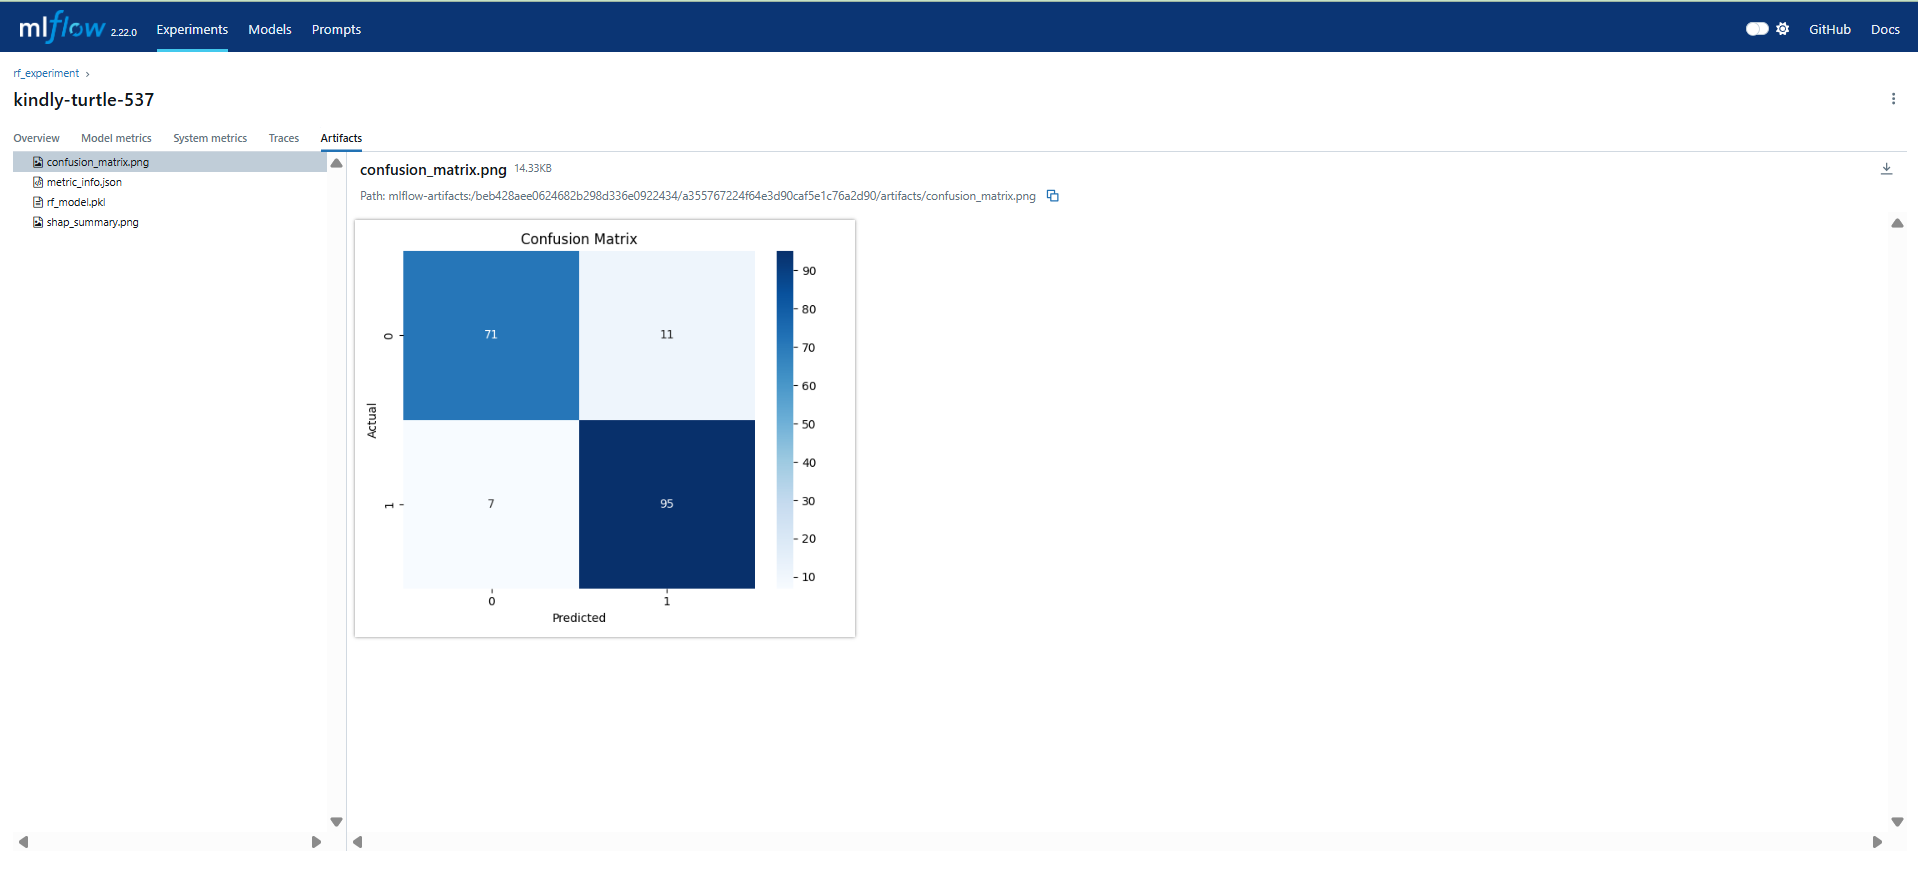 mlflow 2.22.0 Experiments Models Prompts GitHub Docs
rf_experiment ›
kindly-turtle-537
Overview Model metrics System metrics Traces Artifacts
confusion_matrix.png
metric_info.json
rf_model.pkl
shap_summary.png
confusion_matrix.png 14.33KB
Path: mlflow-artifacts:/beb428aee0624682b298d336e0922434/a355767224f64e3d90caf5e1c76a2d90/artifacts/confusion_matrix.png
Confusion Matrix
Actual
0
1
71 11
7 95
0 1
Predicted
90
80
70
60
50
40
30
20
10